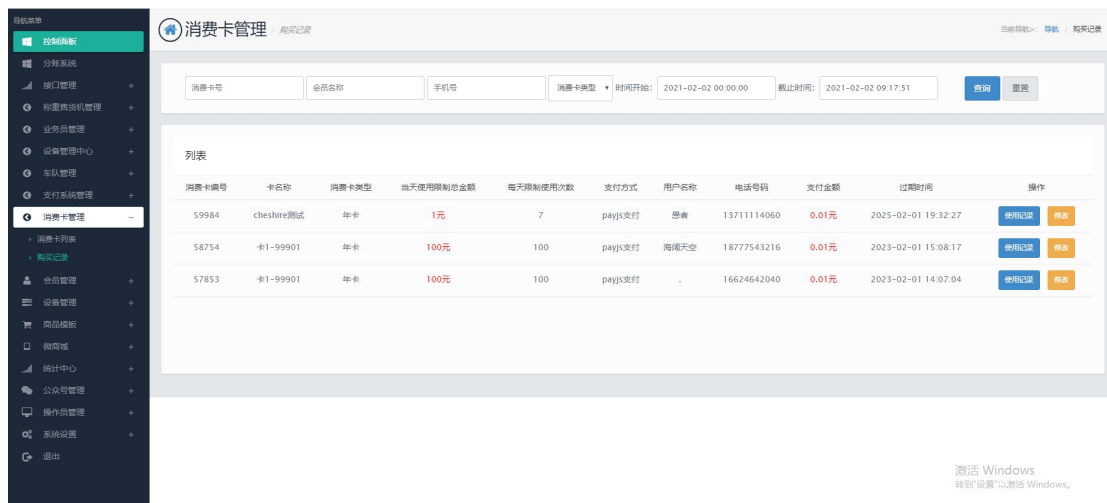 导航菜单
控制面板
分账系统
接口管理 +
称重售货机管理 +
业务员管理 +
设备管理中心 +
车队管理 +
支付系统管理 +
消费卡管理 −
消费卡列表
购买记录
会员管理 +
设备管理 +
商品模板 +
微商城 +
统计中心 +
公众号管理 +
操作员管理 +
系统设置 +
退出
消费卡管理 / 购买记录
当前导航>: 导航 / 购买记录
消费卡号 会员名称 手机号 消费卡类型 时间开始: 2021-02-02 00:00:00 截止时间: 2021-02-02 09:17:51 查询 重置
列表
消费卡编号 卡名称 消费卡类型 当天使用限制总金额 每天限制使用次数 支付方式 用户名称 电话号码 支付金额 过期时间 操作
59984 cheshire测试 年卡 1元 7 payjs支付 愚者 13711114060 0.01元 2025-02-01 19:32:27 使用记录 修改
58754 卡1-99901 年卡 100元 100 payjs支付 海阔天空 18777543216 0.01元 2023-02-01 15:08:17 使用记录 修改
57853 卡1-99901 年卡 100元 100 payjs支付 . 16624642040 0.01元 2023-02-01 14:07:04 使用记录 修改
激活 Windows
转到"设置"以激活 Windows。